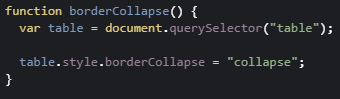 function borderCollapse() {
  var table = document.querySelector("table");

  table.style.borderCollapse = "collapse";
}